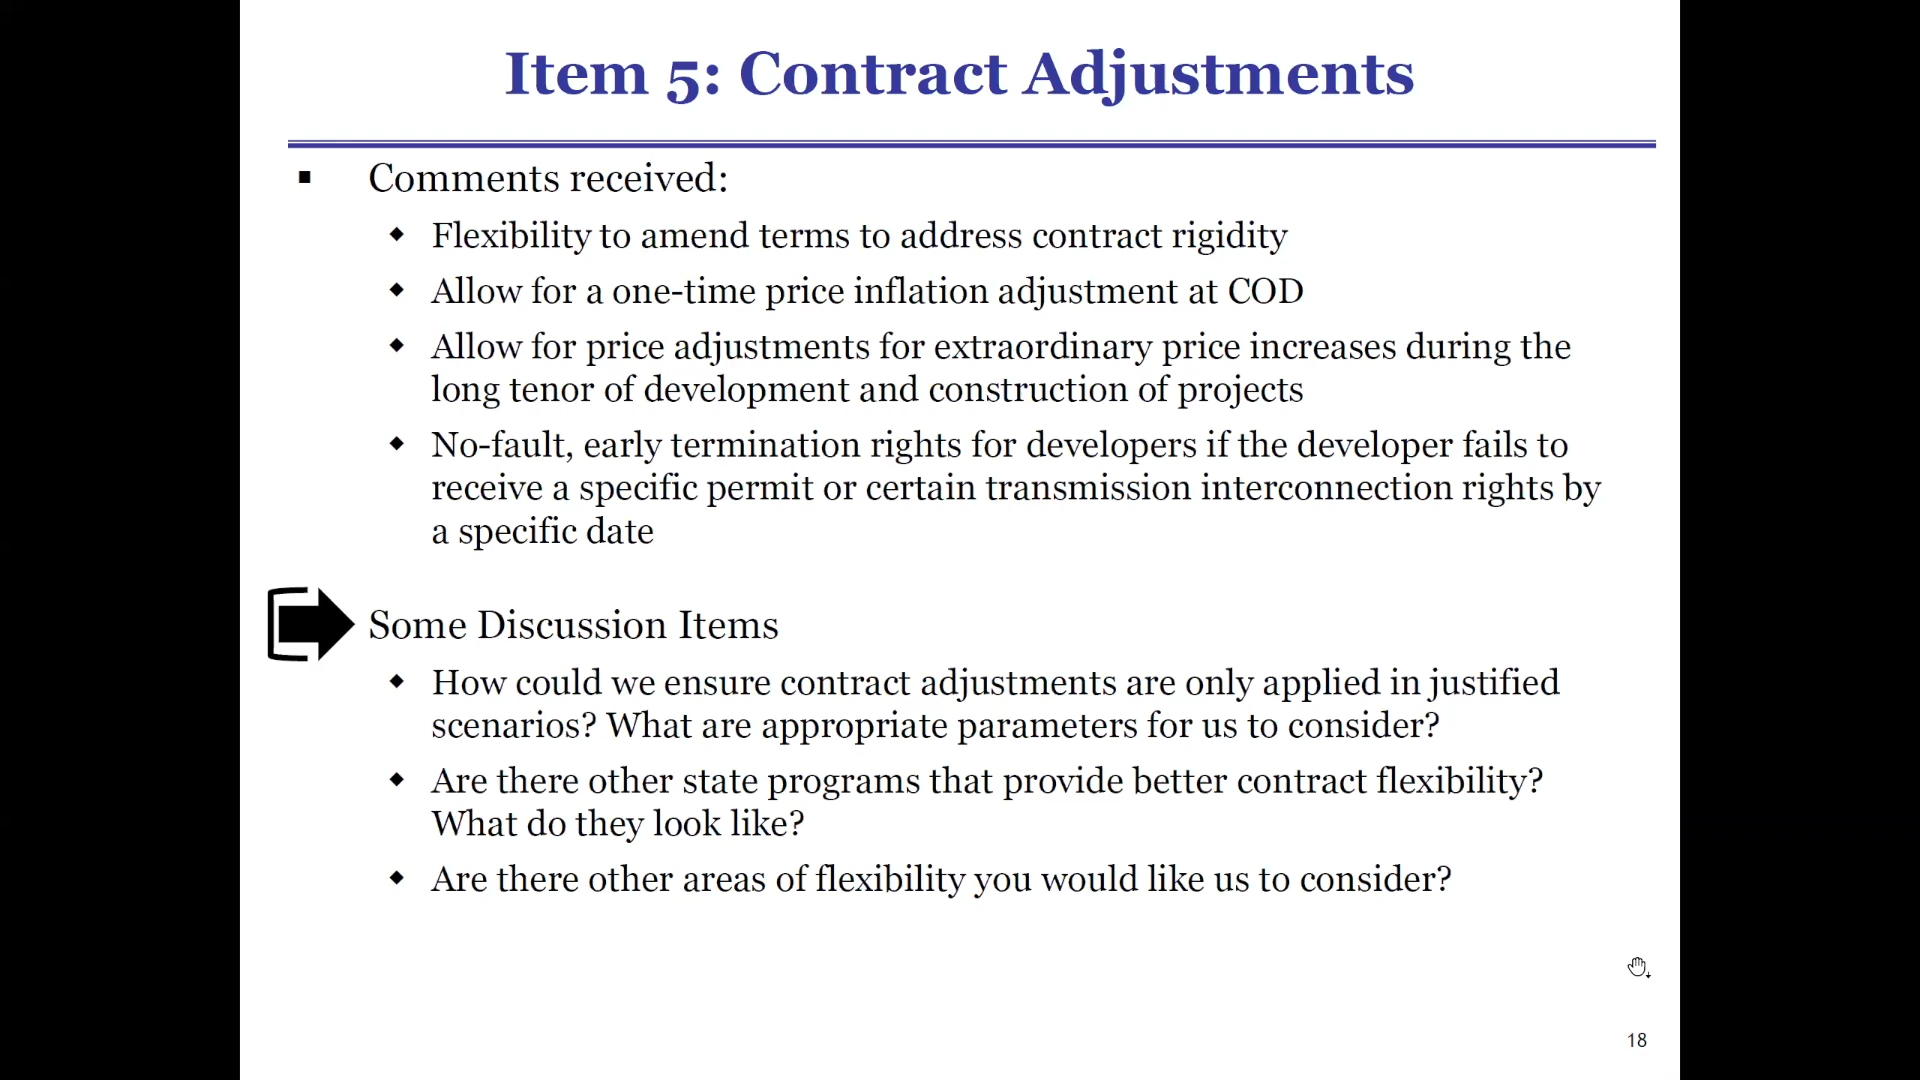 Item 5: Contract Adjustments
Comments received:
Flexibility to amend terms to address contract rigidity
Allow for a one-time price inflation adjustment at COD
Allow for price adjustments for extraordinary price increases during the
long tenor of development and construction of projects
No-fault, early termination rights for developers if the developer fails to
receive a specific permit or certain transmission interconnection rights by
a specific date
Some Discussion Items
How could we ensure contract adjustments are only applied in justified
scenarios? What are appropriate parameters for us to consider?
Are there other state programs that provide better contract flexibility?
What do they look like?
Are there other areas of flexibility you would like us to consider?
18